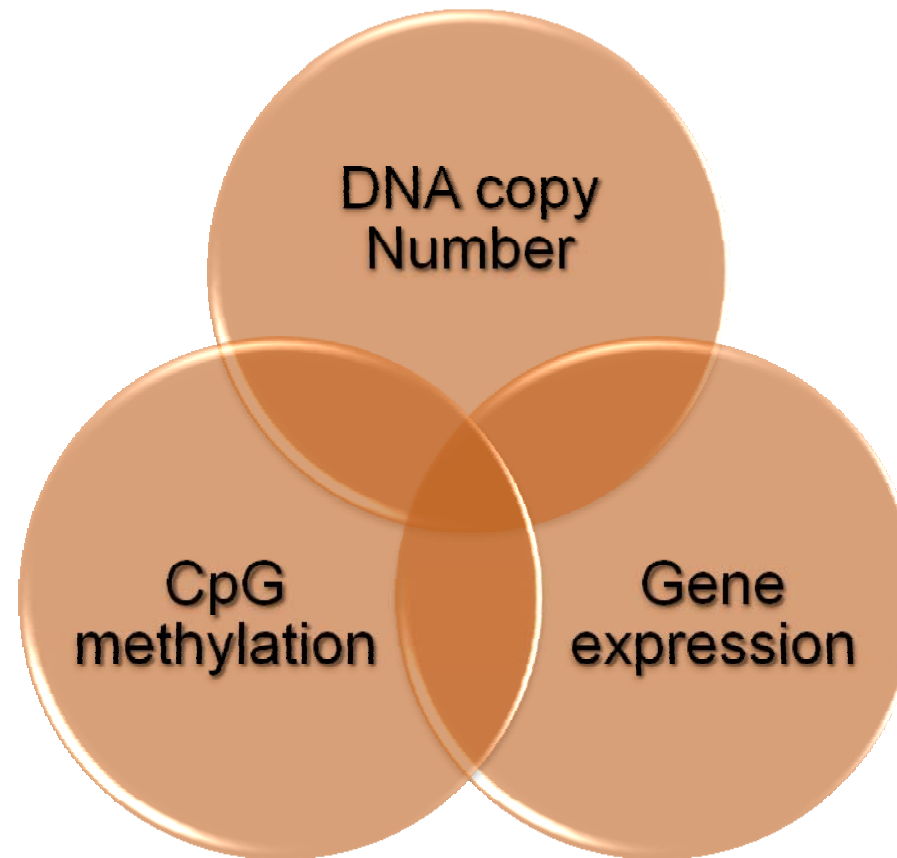 DNA copy
Number
CpG
methylation
Gene
expression